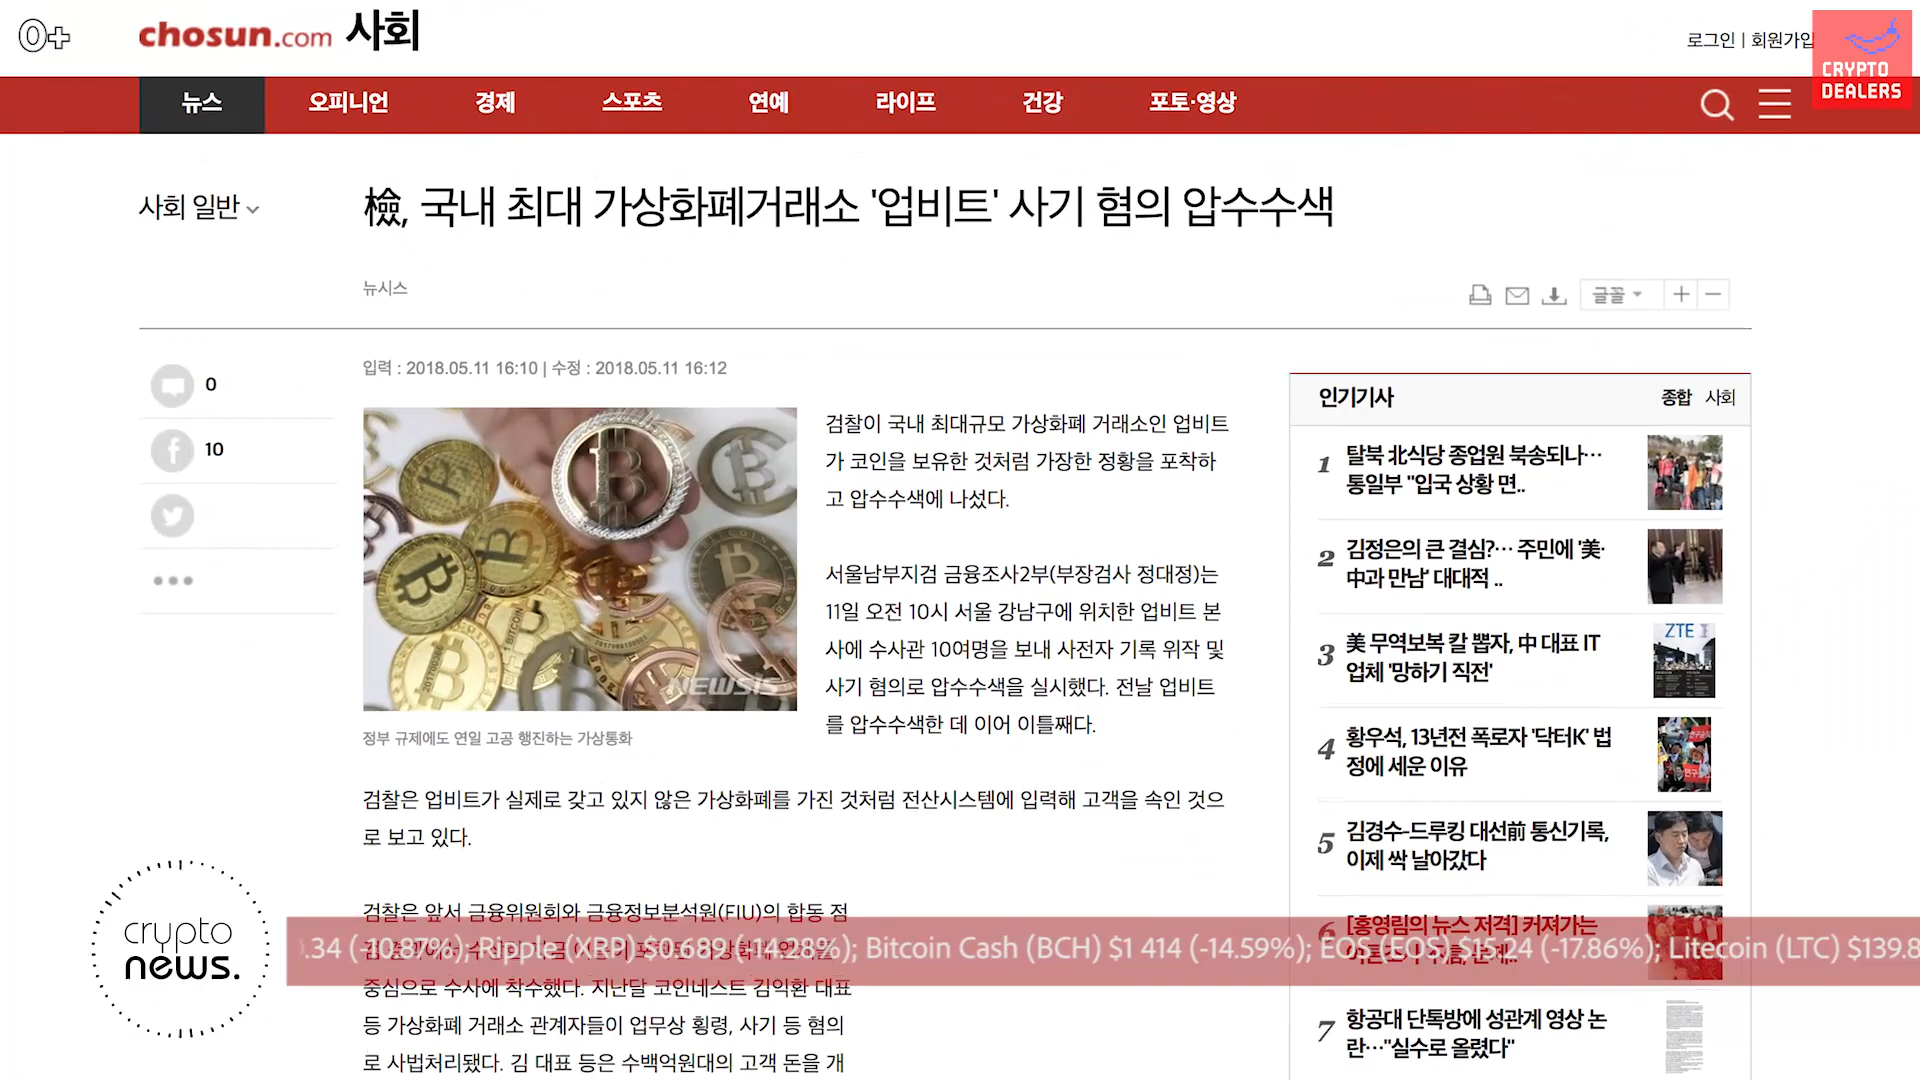 0+
chosun.com 사회
로그인 | 회원가입
CRYPTO
DEALERS
뉴스 오피니언 경제 스포츠 연예 라이프 건강 포토·영상
사회 일반
檢, 국내 최대 가상화폐거래소 '업비트' 사기 혐의 압수수색
뉴시스
글꼴
입력 : 2018.05.11 16:10 | 수정 : 2018.05.11 16:12
0
10
NEWSIS
정부 규제에도 연일 고공 행진하는 가상통화
검찰이 국내 최대규모 가상화폐 거래소인 업비트
가 코인을 보유한 것처럼 가장한 정황을 포착하
고 압수수색에 나섰다.
서울남부지검 금융조사2부(부장검사 정대정)는
11일 오전 10시 서울 강남구에 위치한 업비트 본
사에 수사관 10여명을 보내 사전자 기록 위작 및
사기 혐의로 압수수색을 실시했다. 전날 업비트
를 압수수색한 데 이어 이틀째다.
검찰은 업비트가 실제로 갖고 있지 않은 가상화폐를 가진 것처럼 전산시스템에 입력해 고객을 속인 것으
로 보고 있다.
검찰은 앞서 금융위원회와 금융정보분석원(FIU)의 합동 점
중심으로 수사에 착수했다. 지난달 코인네스트 김익환 대표
등 가상화폐 거래소 관계자들이 업무상 횡령, 사기 등 혐의
로 사법처리됐다. 김 대표 등은 수백억원대의 고객 돈을 개
인기기사 종합 사회
1 탈북 北식당 종업원 북송되나…
통일부 "입국 상황 면..
2 김정은의 큰 결심?… 주민에 '美·
中과 만남' 대대적 ..
3 美 무역보복 칼 뽑자, 中 대표 IT
업체 '망하기 직전'
ZTE
4 황우석, 13년전 폭로자 '닥터K' 법
정에 세운 이유
5 김경수-드루킹 대선前 통신기록,
이제 싹 날아갔다
6 [홍영림의 뉴스 저격] 커져가는
7 항공대 단톡방에 성관계 영상 논
란…"실수로 올렸다"
crypto
news.
.34 (-10.87%); Ripple (XRP) $0.689 (-14.28%); Bitcoin Cash (BCH) $1 414 (-14.59%); EOS (EOS) $15.24 (-17.86%); Litecoin (LTC) $139.8